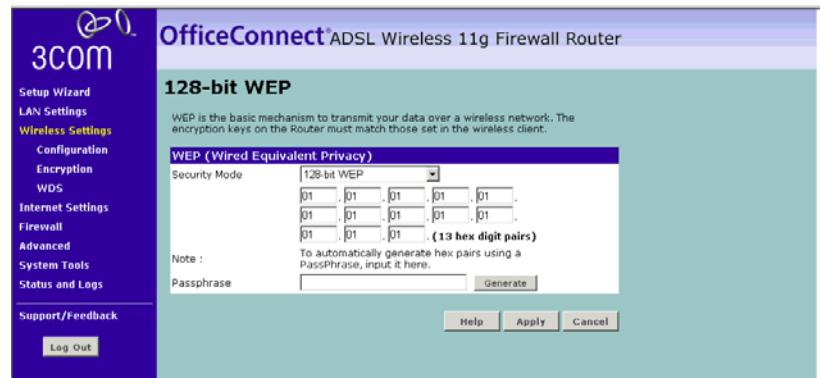 3COM
OfficeConnect® ADSL Wireless 11g Firewall Router
Setup Wizard
LAN Settings
Wireless Settings
Configuration
Encryption
WDS
Internet Settings
Firewall
Advanced
System Tools
Status and Logs
Support/Feedback
Log Out
128-bit WEP
WEP is the basic mechanism to transmit your data over a wireless network. The
encryption keys on the Router must match those set in the wireless client.
WEP (Wired Equivalent Privacy)
Security Mode 128-bit WEP
01 . 01 . 01 . 01 . 01 .
01 . 01 . 01 . 01 . 01 .
01 . 01 . 01 . (13 hex digit pairs)
Note : To automatically generate hex pairs using a
PassPhrase, input it here.
Passphrase Generate
Help Apply Cancel